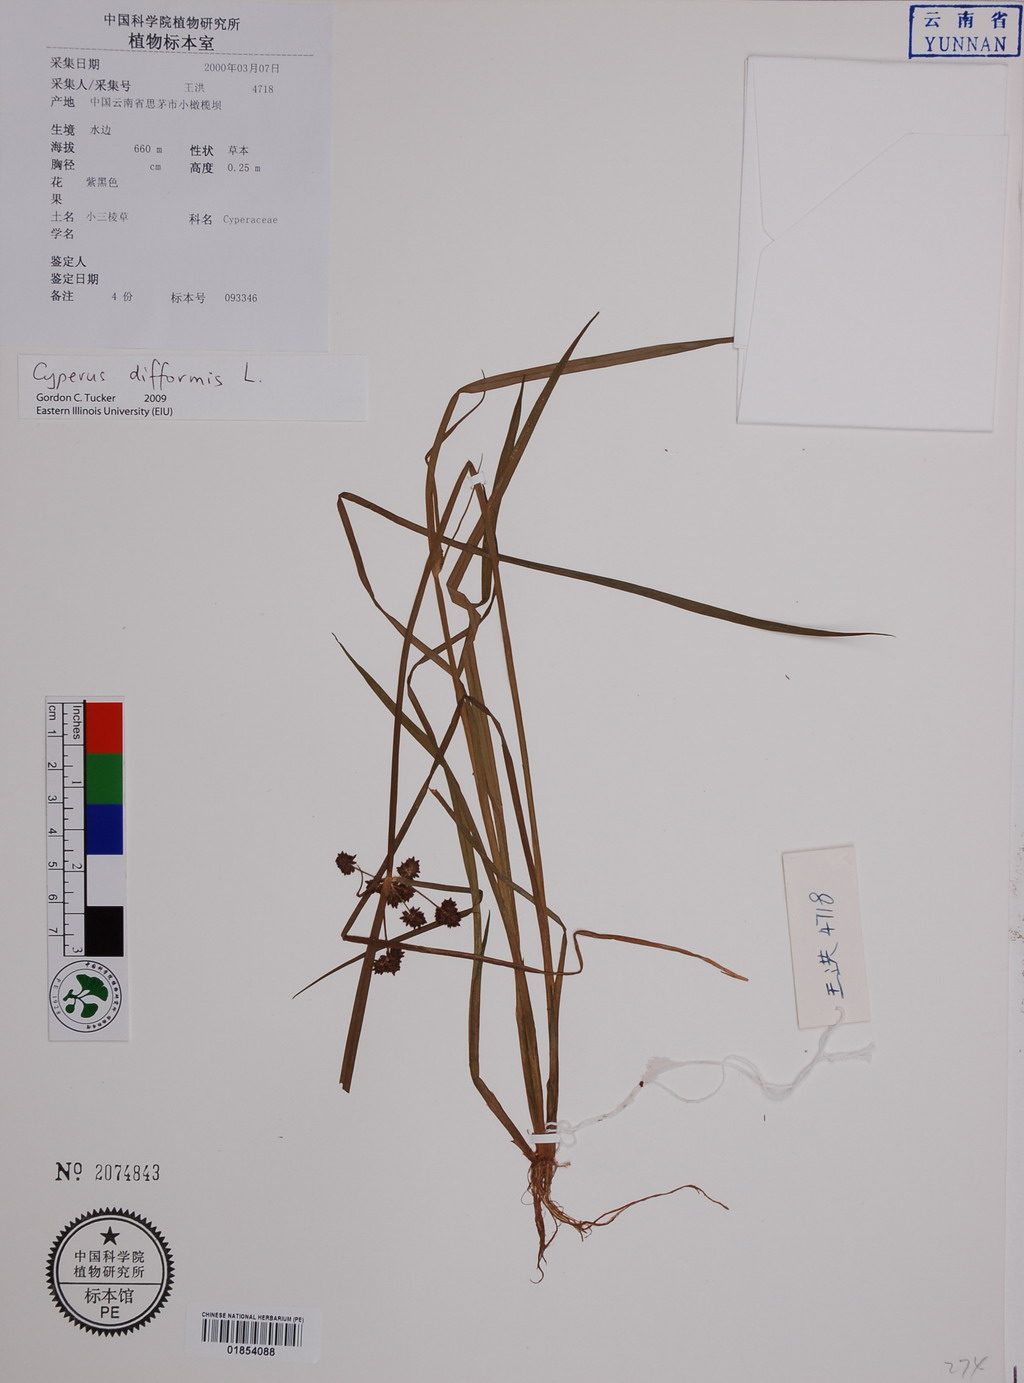 中国科学院植物研究所
植物标本室
采集日期 2000年03月07日
采集人/采集号 王洪 4718
产地 中国云南省思茅市小橄榄坝
生境 水边
海拔 660 m 性状 草本
胸径 cm 高度 0.25 m
花 紫黑色
果
土名 小三棱草 科名 Cyperaceae
学名
鉴定人
鉴定日期
备注 4 份 标本号 093346
云南省
YUNNAN
Cyperus difformis L.
Gordon C. Tucker 2009
Eastern Illinois University (EIU)
cm 1 2 3 4 5 6 7
Inches 1 2 3
王洪 4718
№ 2074843
中国科学院
植物研究所
标本馆
PE
CHINESE NATIONAL HERBARIUM (PE)
01854088